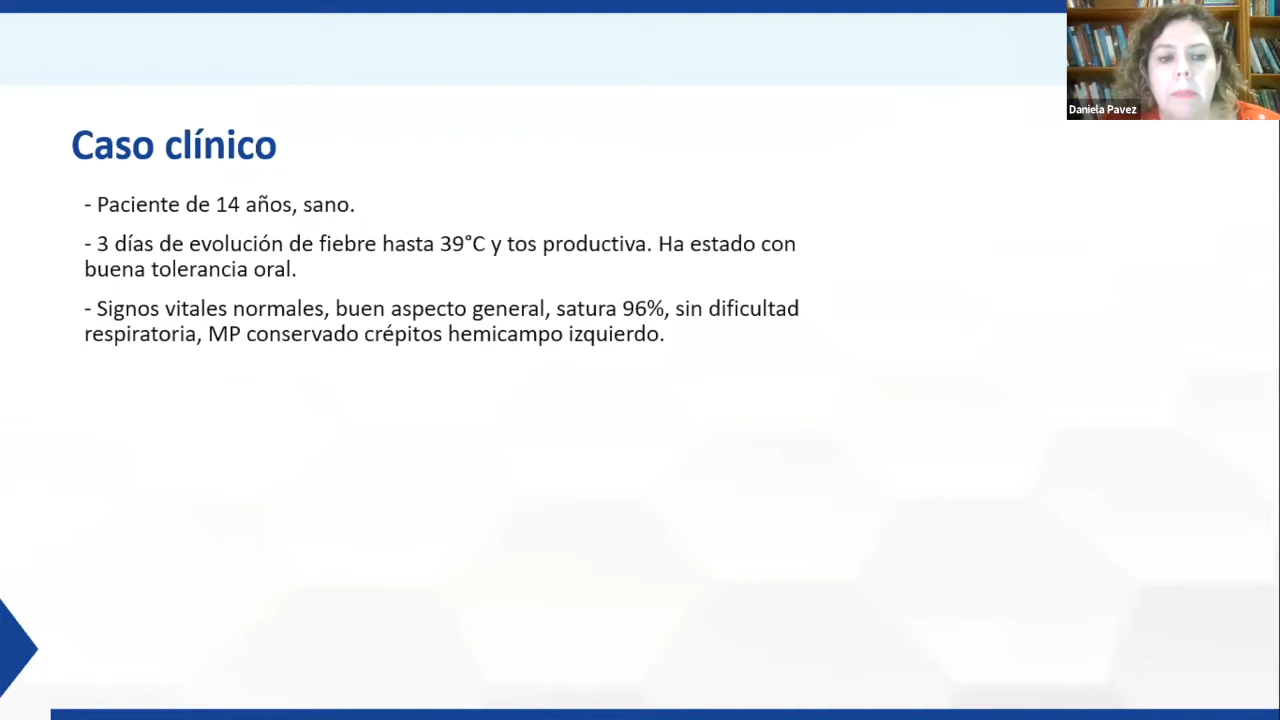 Daniela Pavez
Caso clínico
- Paciente de 14 años, sano.
- 3 días de evolución de fiebre hasta 39°C y tos productiva. Ha estado con
buena tolerancia oral.
- Signos vitales normales, buen aspecto general, satura 96%, sin dificultad
respiratoria, MP conservado crépitos hemicampo izquierdo.